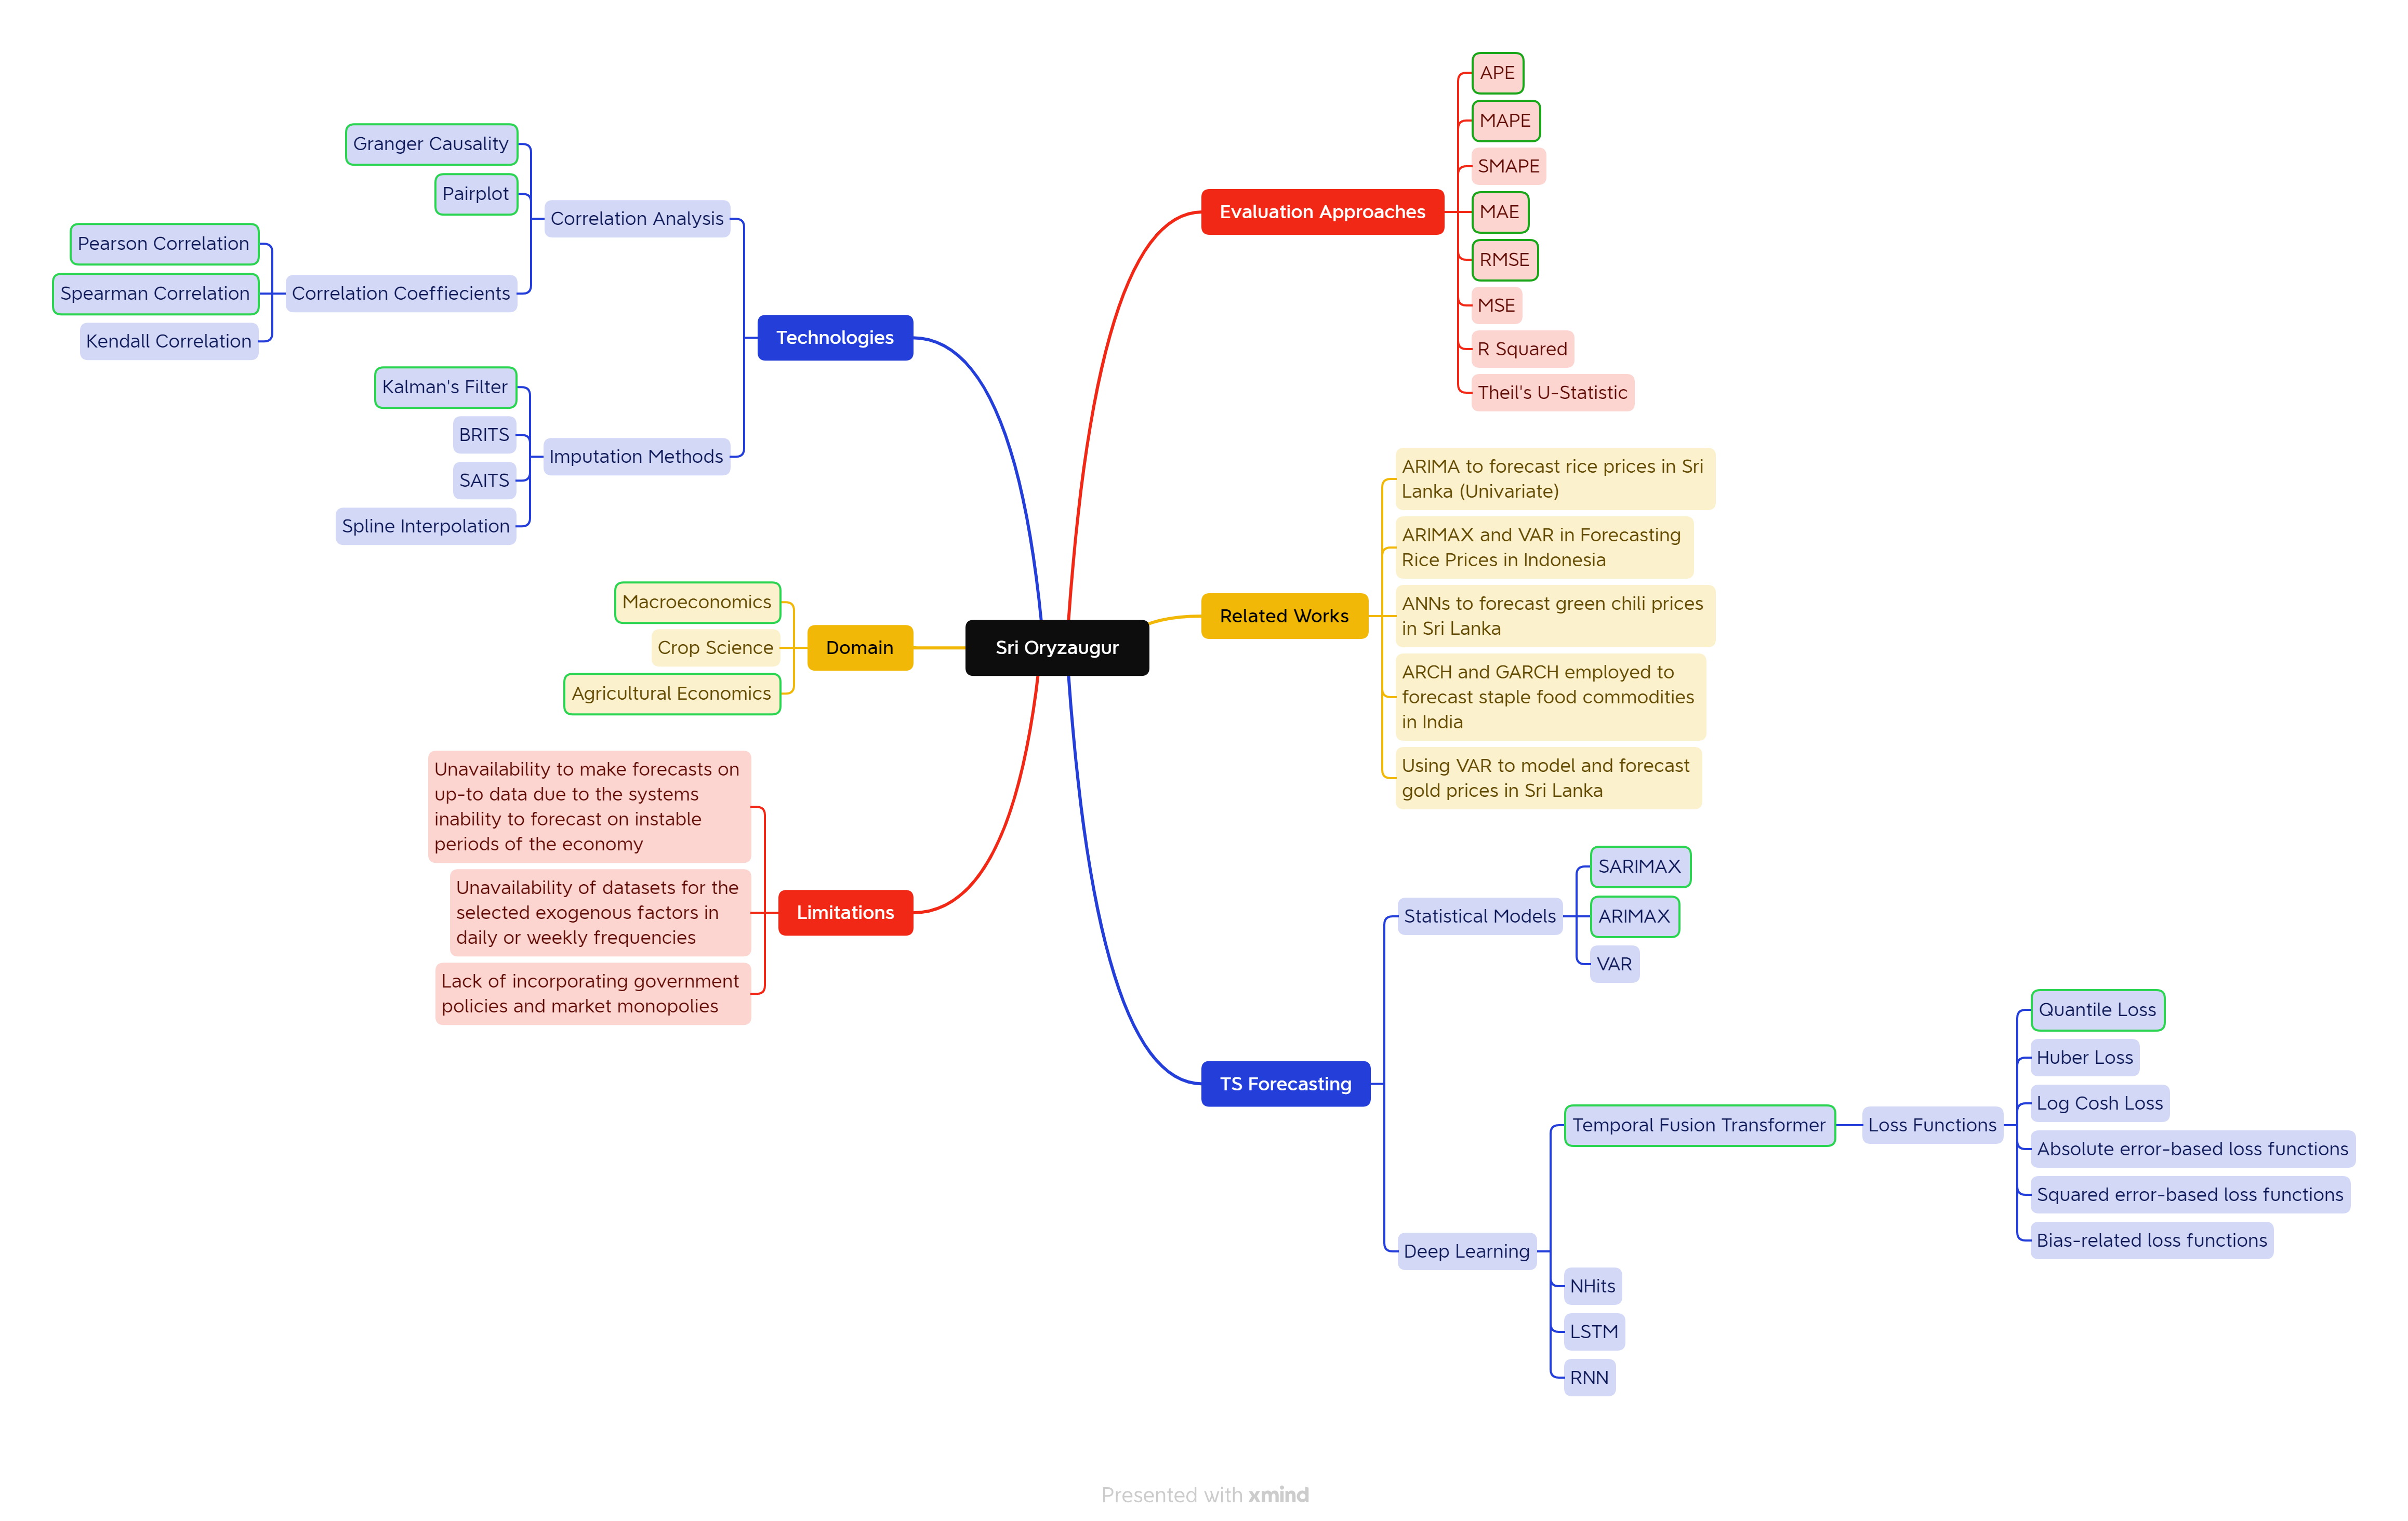 Sri Oryzaugur
Evaluation Approaches
APE
MAPE
SMAPE
MAE
RMSE
MSE
R Squared
Theil's U-Statistic
Related Works
ARIMA to forecast rice prices in Sri
Lanka (Univariate)
ARIMAX and VAR in Forecasting
Rice Prices in Indonesia
ANNs to forecast green chili prices
in Sri Lanka
ARCH and GARCH employed to
forecast staple food commodities
in India
Using VAR to model and forecast
gold prices in Sri Lanka
TS Forecasting
Statistical Models
SARIMAX
ARIMAX
VAR
Deep Learning
Temporal Fusion Transformer
Loss Functions
Quantile Loss
Huber Loss
Log Cosh Loss
Absolute error-based loss functions
Squared error-based loss functions
Bias-related loss functions
NHits
LSTM
RNN
Technologies
Correlation Analysis
Granger Causality
Pairplot
Correlation Coeffiecients
Pearson Correlation
Spearman Correlation
Kendall Correlation
Imputation Methods
Kalman's Filter
BRITS
SAITS
Spline Interpolation
Domain
Macroeconomics
Crop Science
Agricultural Economics
Limitations
Unavailability to make forecasts on
up-to data due to the systems
inability to forecast on instable
periods of the economy
Unavailability of datasets for the
selected exogenous factors in
daily or weekly frequencies
Lack of incorporating government
policies and market monopolies
Presented with xmind